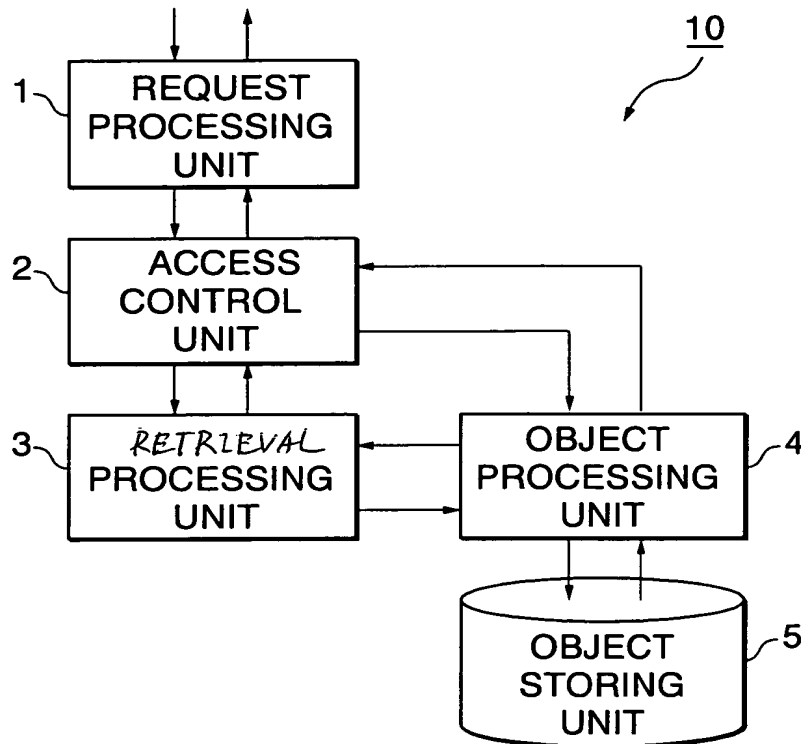 10
1
REQUEST
PROCESSING
UNIT
2
ACCESS
CONTROL
UNIT
3
RETRIEVAL
PROCESSING
UNIT
OBJECT
PROCESSING
UNIT
4
OBJECT
STORING
UNIT
5